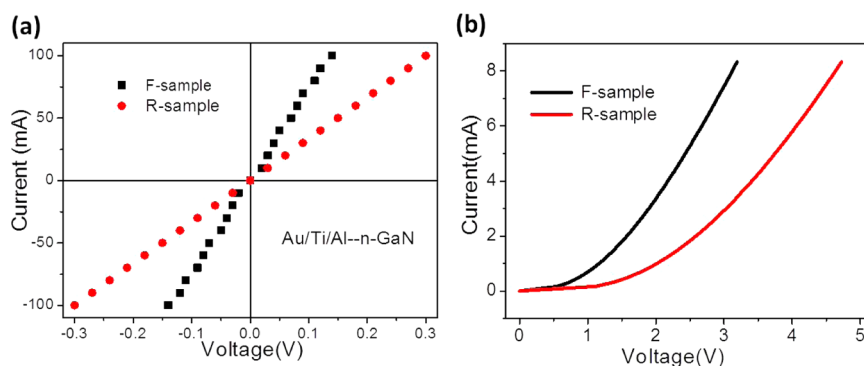 (a)
100
50
0
-50
-100
Current (mA)
F-sample
R-sample
Au/Ti/Al--n-GaN
-0.3 -0.2 -0.1 0.0 0.1 0.2 0.3
Voltage(V)
(b)
8
6
4
2
0
Current(mA)
F-sample
R-sample
0 1 2 3 4 5
Voltage(V)